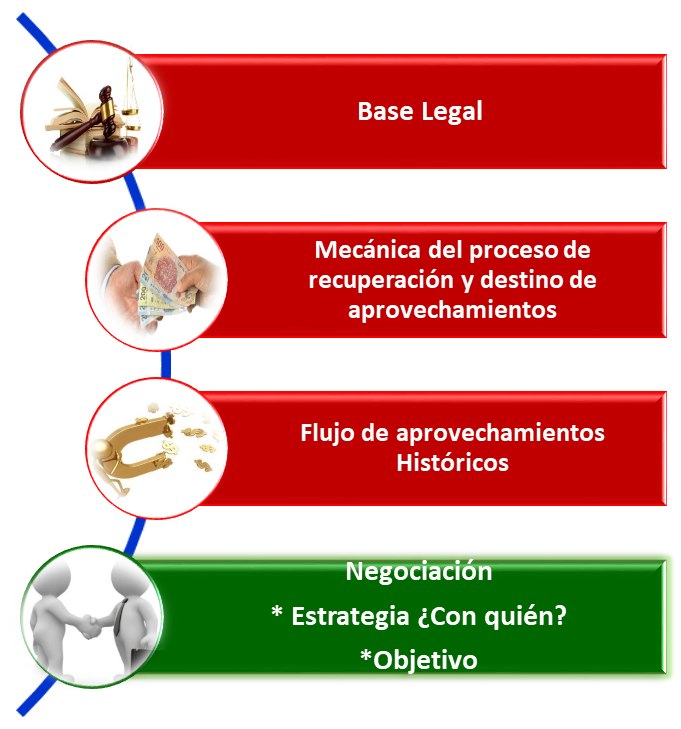 Base Legal
Mecánica del proceso de
recuperación y destino de
aprovechamientos
Flujo de aprovechamientos
Históricos
Negociación
* Estrategia ¿Con quién?
*Objetivo